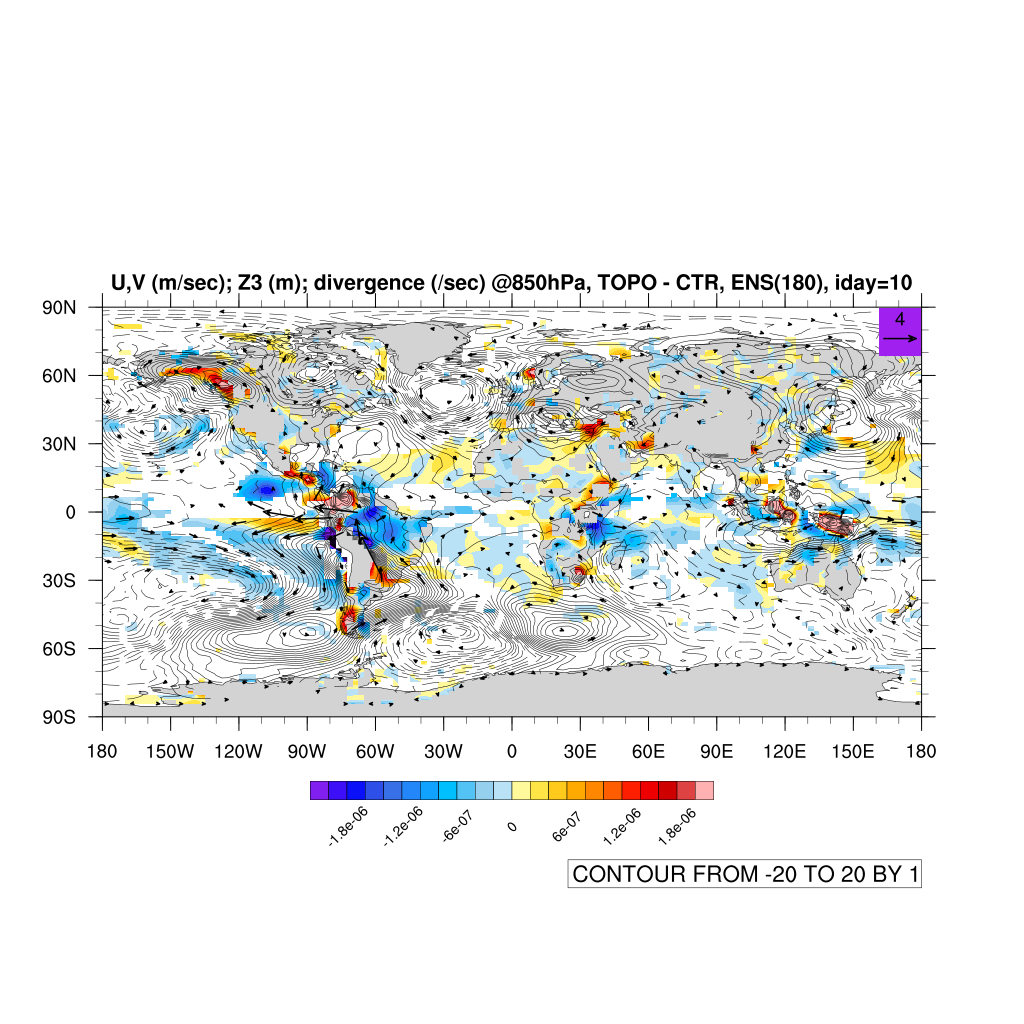 U,V (m/sec); Z3 (m); divergence (/sec) @850hPa, TOPO - CTR, ENS(180), iday=10
90N
4
60N
30N
0
30S
60S
90S
180 150W 120W 90W 60W 30W 0 30E 60E 90E 120E 150E 180
-1.8e-06 -1.2e-06 -6e-07 0 6e-07 1.2e-06 1.8e-06
CONTOUR FROM -20 TO 20 BY 1